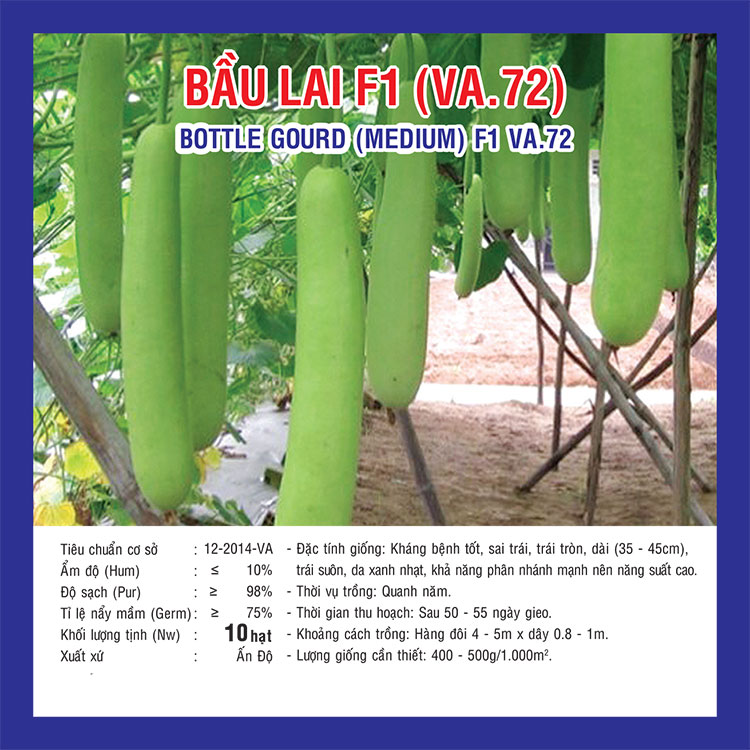 BẦU LAI F1 (VA.72)
BOTTLE GOURD (MEDIUM) F1 VA.72
Tiêu chuẩn cơ sở : 12-2014-VA
Ẩm độ (Hum) : ≤ 10%
Độ sạch (Pur) : ≥ 98%
Tỉ lệ nẩy mầm (Germ) : ≥ 75%
Khối lượng tịnh (Nw) : 10 hạt
Xuất xứ : Ấn Độ
- Đặc tính giống: Kháng bệnh tốt, sai trái, trái tròn, dài (35 - 45cm),
trái suôn, da xanh nhạt, khả năng phân nhánh mạnh nên năng suất cao.
- Thời vụ trồng: Quanh năm.
- Thời gian thu hoạch: Sau 50 - 55 ngày gieo.
- Khoảng cách trồng: Hàng đôi 4 - 5m x dây 0.8 - 1m.
- Lượng giống cần thiết: 400 - 500g/1.000m².